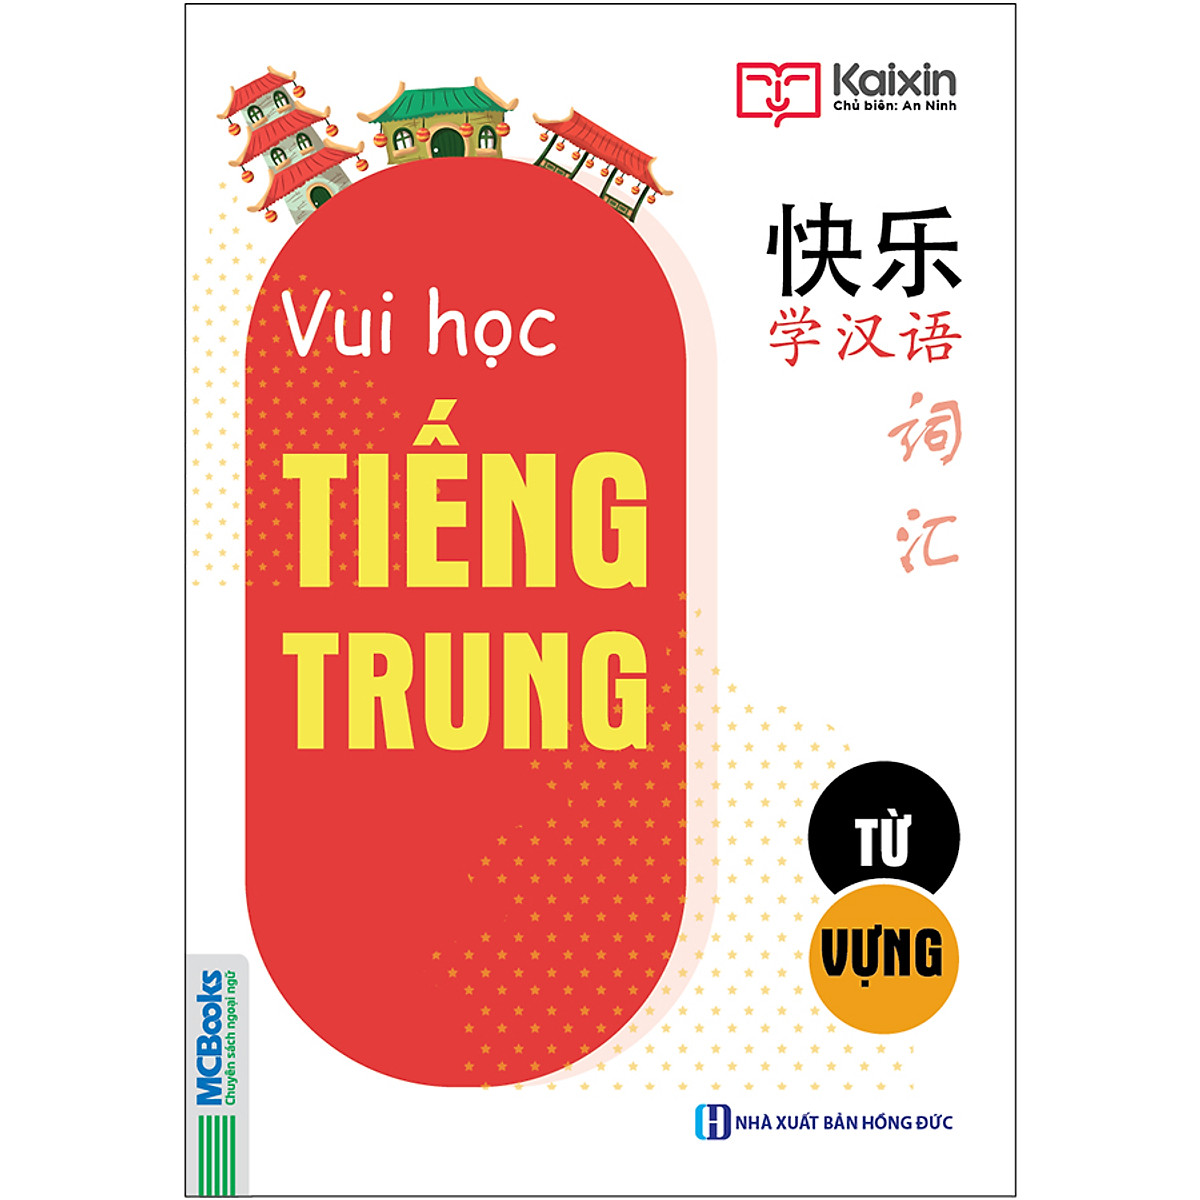 Kaixin
Chủ biên: An Ninh
快乐
学汉语
词
汇
Vui học
TIẾNG
TRUNG
TỪ
VỰNG
MCBooks
Chuyên sách ngoại ngữ
NHÀ XUẤT BẢN HỒNG ĐỨC